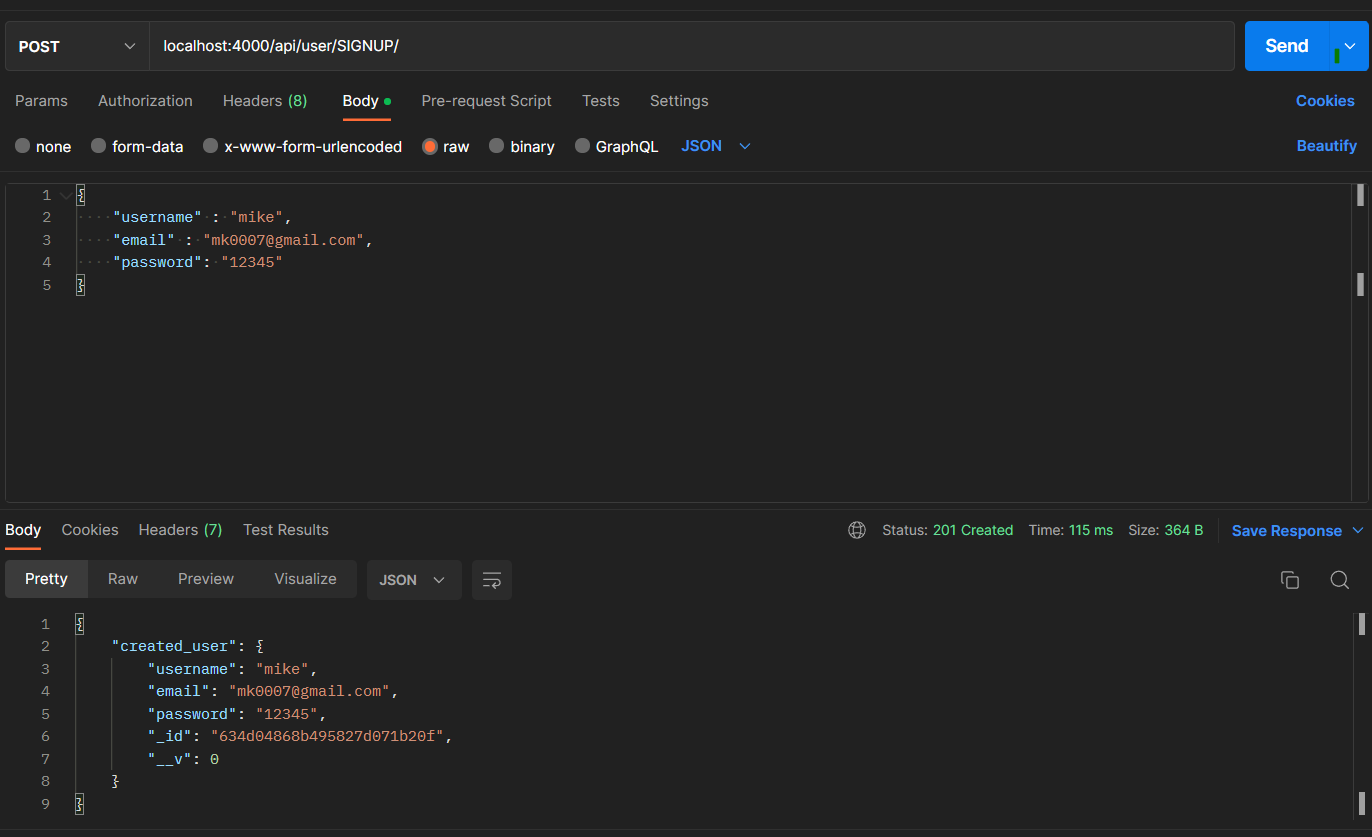 POST localhost:4000/api/user/SIGNUP/ Send
Params Authorization Headers (8) Body Pre-request Script Tests Settings Cookies
none form-data x-www-form-urlencoded raw binary GraphQL JSON Beautify
1 {
2 "username" : "mike",
3 "email" : "mk0007@gmail.com",
4 "password": "12345"
5 }
Body Cookies Headers (7) Test Results Status: 201 Created Time: 115 ms Size: 364 B Save Response
Pretty Raw Preview Visualize JSON
1 {
2 "created_user": {
3 "username": "mike",
4 "email": "mk0007@gmail.com",
5 "password": "12345",
6 "_id": "634d04868b495827d071b20f",
7 "__v": 0
8 }
9 }